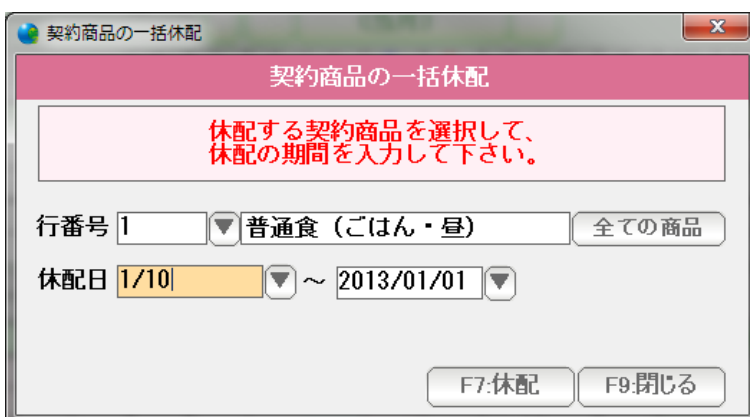 契約商品の一括休配
契約商品の一括休配
休配する契約商品を選択して、
休配の期間を入力して下さい。
行番号 1 普通食（ごはん・昼） 全ての商品
休配日 1/10 ～ 2013/01/01
F7:休配 F9:閉じる